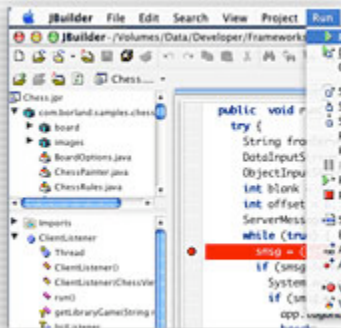 JBuilder File Edit Search View Project Run
JBuilder - /Volumes/Data/Developer/Frameworks
Chess....
Chess.jpr
com.borland.samples.chess
board
images
BoardOptions.java
ChessPainter.java
ChessRules.java
Imports
ClientListener
Thread
ClientListener()
ClientListener(ChessView
run()
getLibraryGame(String
public void r
try {
String fro
DataInputS
ObjectInpu
int blank
int offset
ServerMess
while (tru
smsg = (
if (smsg
System
if (sm